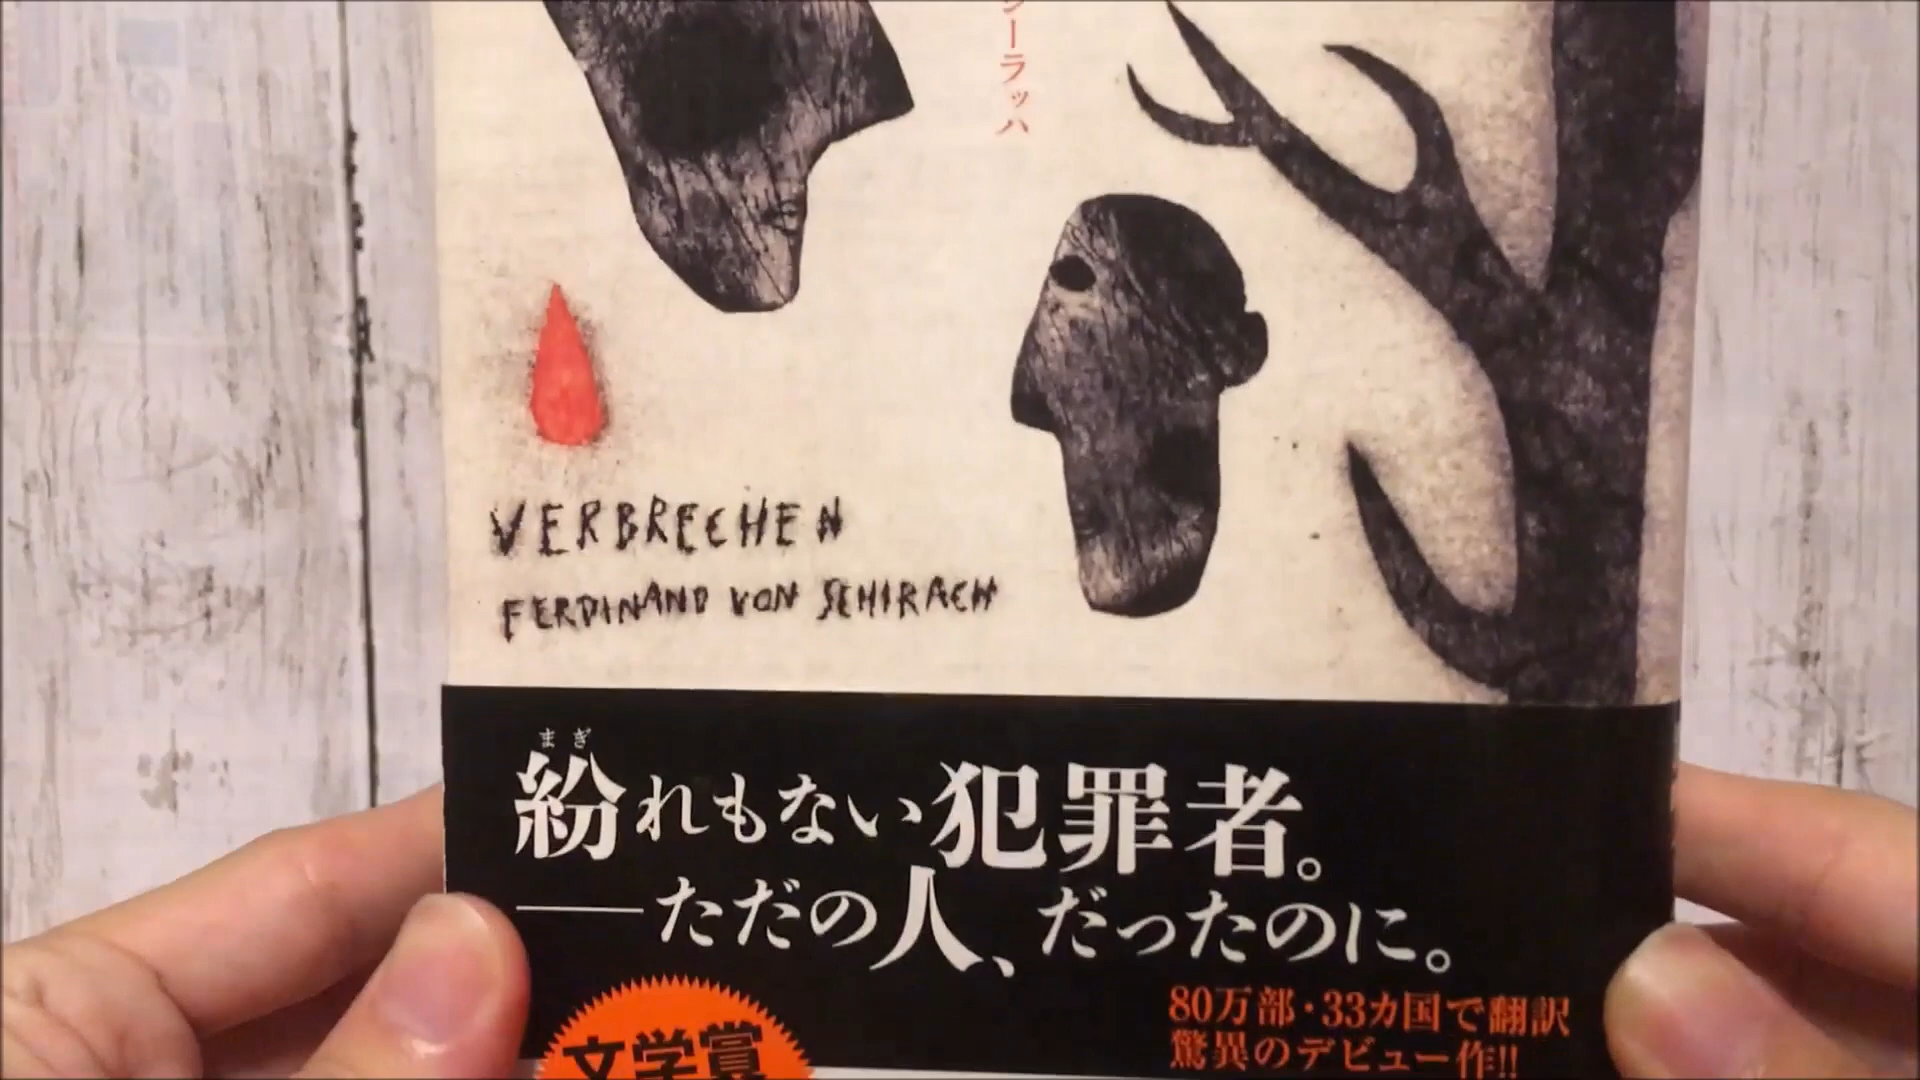 シーラッハ
VERBRECHEN
FERDINAND VON SCHIRACH
まぎ
紛れもない犯罪者。
──ただの人、だったのに。
文学賞
80万部・33カ国で翻訳
驚異のデビュー作!!